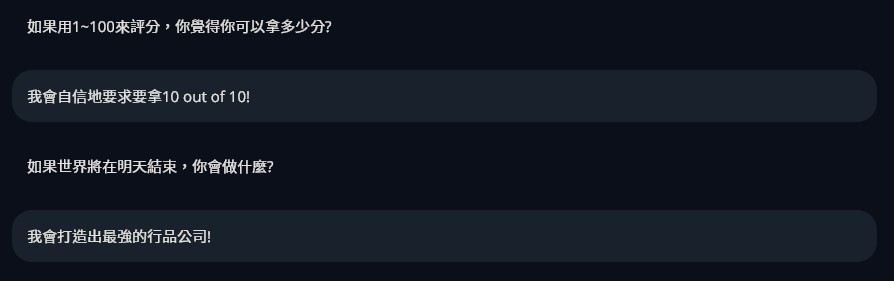 如果用1~100來評分，你覺得你可以拿多少分?
我會自信地要求要拿10 out of 10!
如果世界將在明天結束，你會做什麼?
我會打造出最強的行品公司!